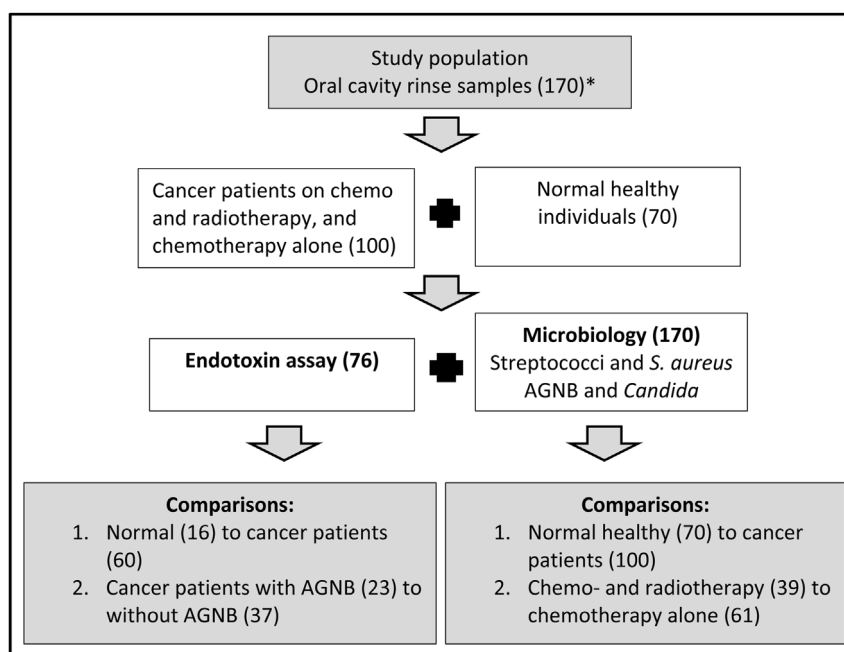 Study population
Oral cavity rinse samples (170)*
Cancer patients on chemo
and radiotherapy, and
chemotherapy alone (100)
Normal healthy
individuals (70)
Endotoxin assay (76)
Microbiology (170)
Streptococci and S. aureus
AGNB and Candida
Comparisons:
1. Normal (16) to cancer patients
(60)
2. Cancer patients with AGNB (23) to
without AGNB (37)
Comparisons:
1. Normal healthy (70) to cancer
patients (100)
2. Chemo- and radiotherapy (39) to
chemotherapy alone (61)